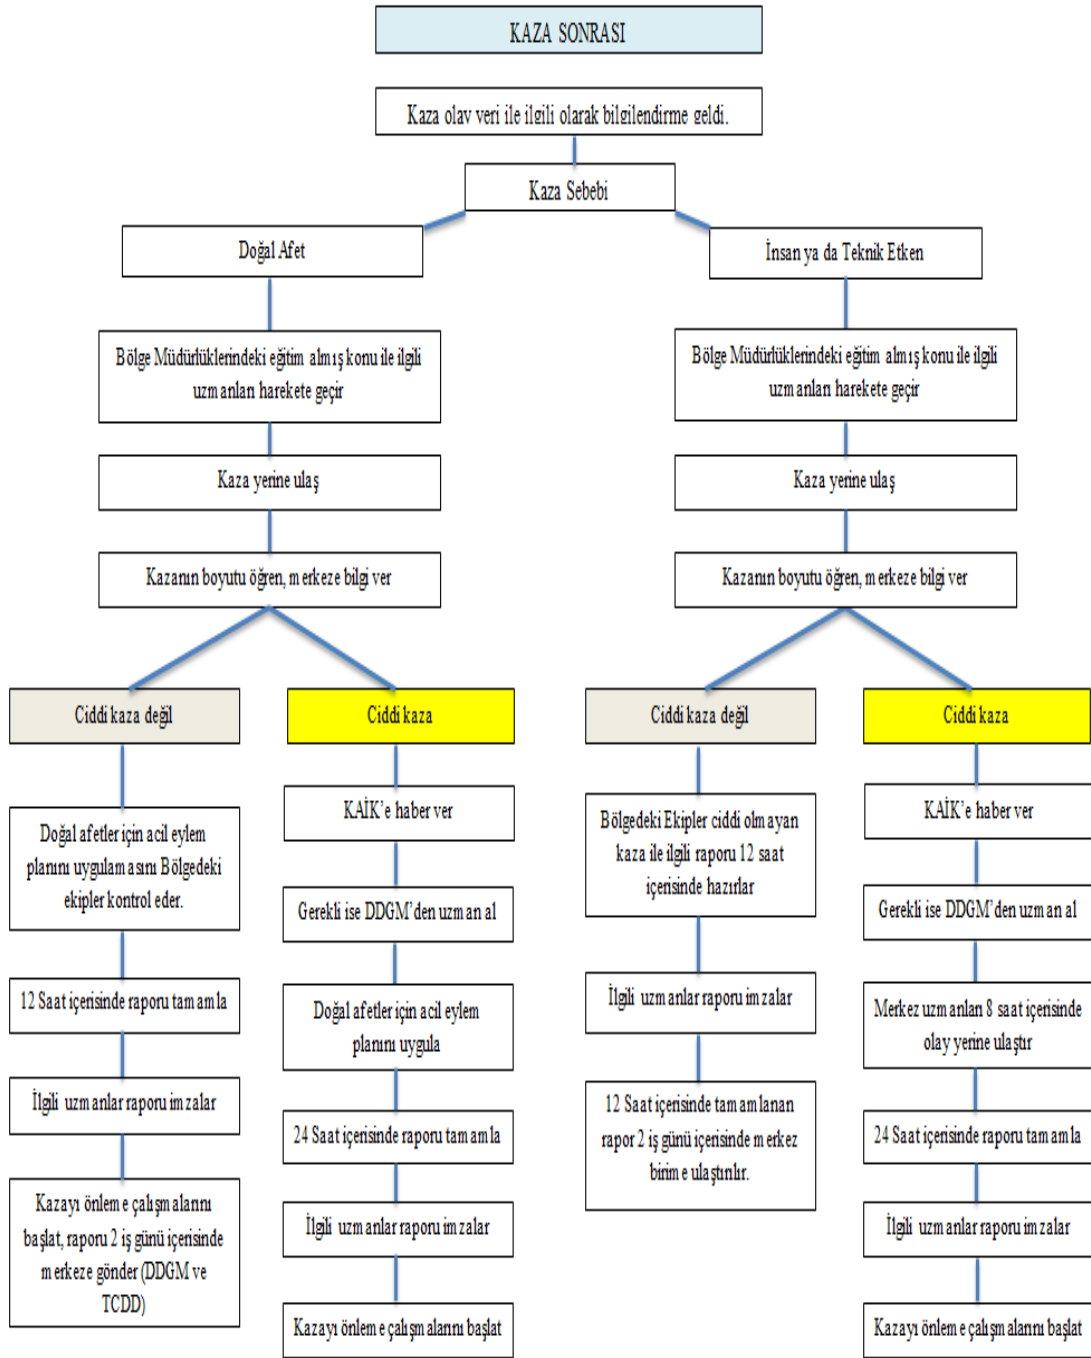 KAZA SONRASI
Kaza olay yeri ile ilgili olarak bilgilendirme geldi.
Kaza Sebebi
Doğal Afet
İnsan ya da Teknik Etken
Bölge Müdürlüklerindeki eğitim almış konu ile ilgili
uzmanları harekete geçir
Bölge Müdürlüklerindeki eğitim almış konu ile ilgili
uzmanları harekete geçir
Kaza yerine ulaş
Kaza yerine ulaş
Kazanın boyutu öğren, merkeze bilgi ver
Kazanın boyutu öğren, merkeze bilgi ver
Ciddi kaza değil
Doğal afetler için acil eylem
planını uygulamasını Bölgedeki
ekipler kontrol eder.
12 Saat içerisinde raporu tamamla
İlgili uzmanlar raporu imzalar
Kazayı önleme çalışmalarını
başlat, raporu 2 iş günü içerisinde
merkeze gönder (DDGM ve
TCDD)
Ciddi kaza
KAİK’e haber ver
Gerekli ise DDGM’den uzman al
Doğal afetler için acil eylem
planını uygula
24 Saat içerisinde raporu tamamla
İlgili uzmanlar raporu imzalar
Kazayı önleme çalışmalarını başlat
Ciddi kaza değil
Bölgedeki Ekipler ciddi olmayan
kaza ile ilgili raporu 12 saat
içerisinde hazırlar
İlgili uzmanlar raporu imzalar
12 Saat içerisinde tamamlanan
rapor 2 iş günü içerisinde merkez
birime ulaştırılır.
Ciddi kaza
KAİK’e haber ver
Gerekli ise DDGM’den uzman al
Merkez uzmanları 8 saat içerisinde
olay yerine ulaştır
24 Saat içerisinde raporu tamamla
İlgili uzmanlar raporu imzalar
Kazayı önleme çalışmalarını başlat